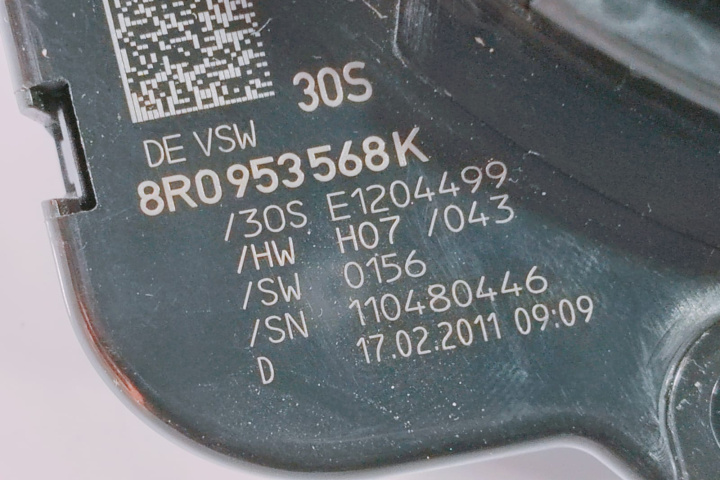 30S
DE VSW
8R0953568K
/30S E1204499
/HW H07 /043
/SW 0156
/SN 110480446
D 17.02.2011 09:09